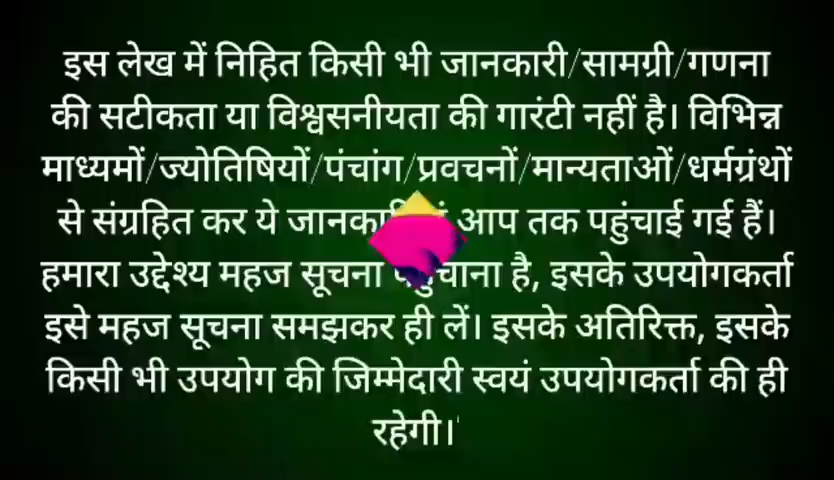 इस लेख में निहित किसी भी जानकारी/सामग्री/गणना
की सटीकता या विश्वसनीयता की गारंटी नहीं है। विभिन्न
माध्यमों/ज्योतिषियों/पंचांग/प्रवचनों/मान्यताओं/धर्मग्रंथों
से संग्रहित कर ये आप तक पहुंचाई गई हैं।
हमारा उद्देश्य महज सूचना है, इसके उपयोगकर्ता
इसे महज सूचना समझकर ही लें। इसके अतिरिक्त, इसके
किसी भी उपयोग की जिम्मेदारी स्वयं उपयोगकर्ता की ही
रहेगी।'